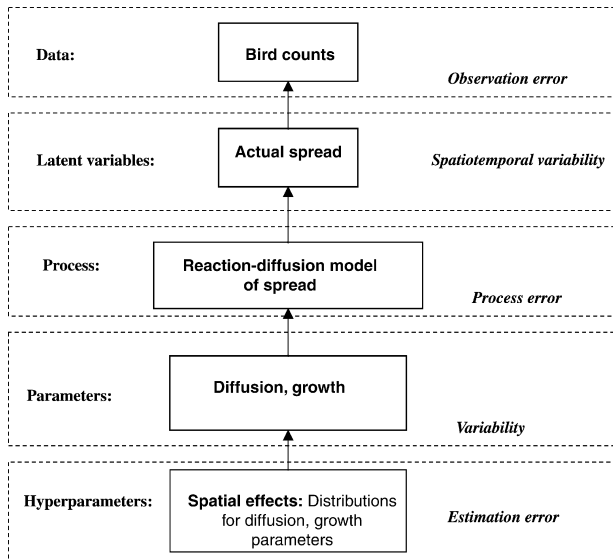 Data:
Bird counts
Observation error
Latent variables:
Actual spread
Spatiotemporal variability
Process:
Reaction-diffusion model
of spread
Process error
Parameters:
Diffusion, growth
Variability
Hyperparameters:
Spatial effects: Distributions
for diffusion, growth
parameters
Estimation error